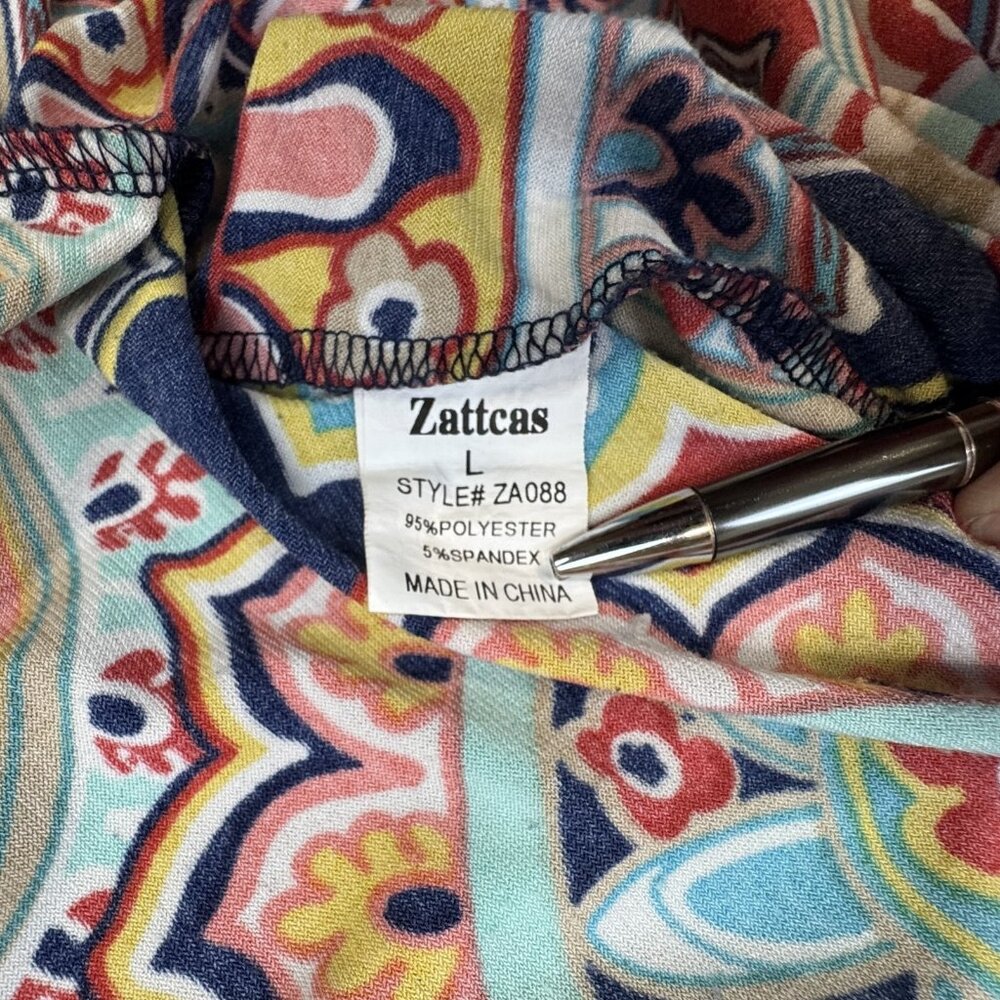 Zattcas
L
STYLE# ZA088
95%POLYESTER
5%SPANDEX
MADE IN CHINA